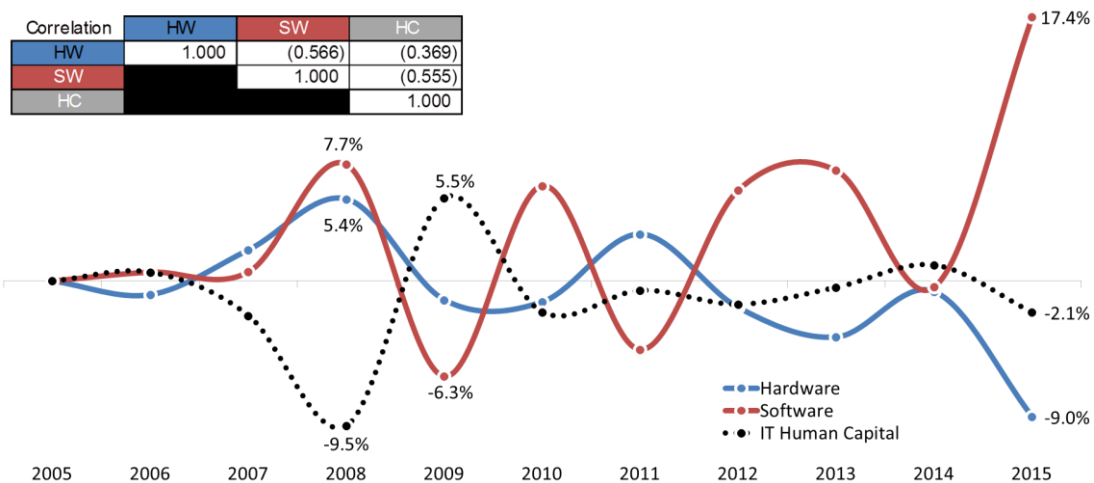 Correlation HW SW HC
HW 1.000 (0.566) (0.369)
SW 1.000 (0.555)
HC 1.000
17.4%
7.7%
5.5%
5.4%
-2.1%
-6.3%
Hardware
Software
-9.0%
IT Human Capital
-9.5%
2005 2006 2007 2008 2009 2010 2011 2012 2013 2014 2015